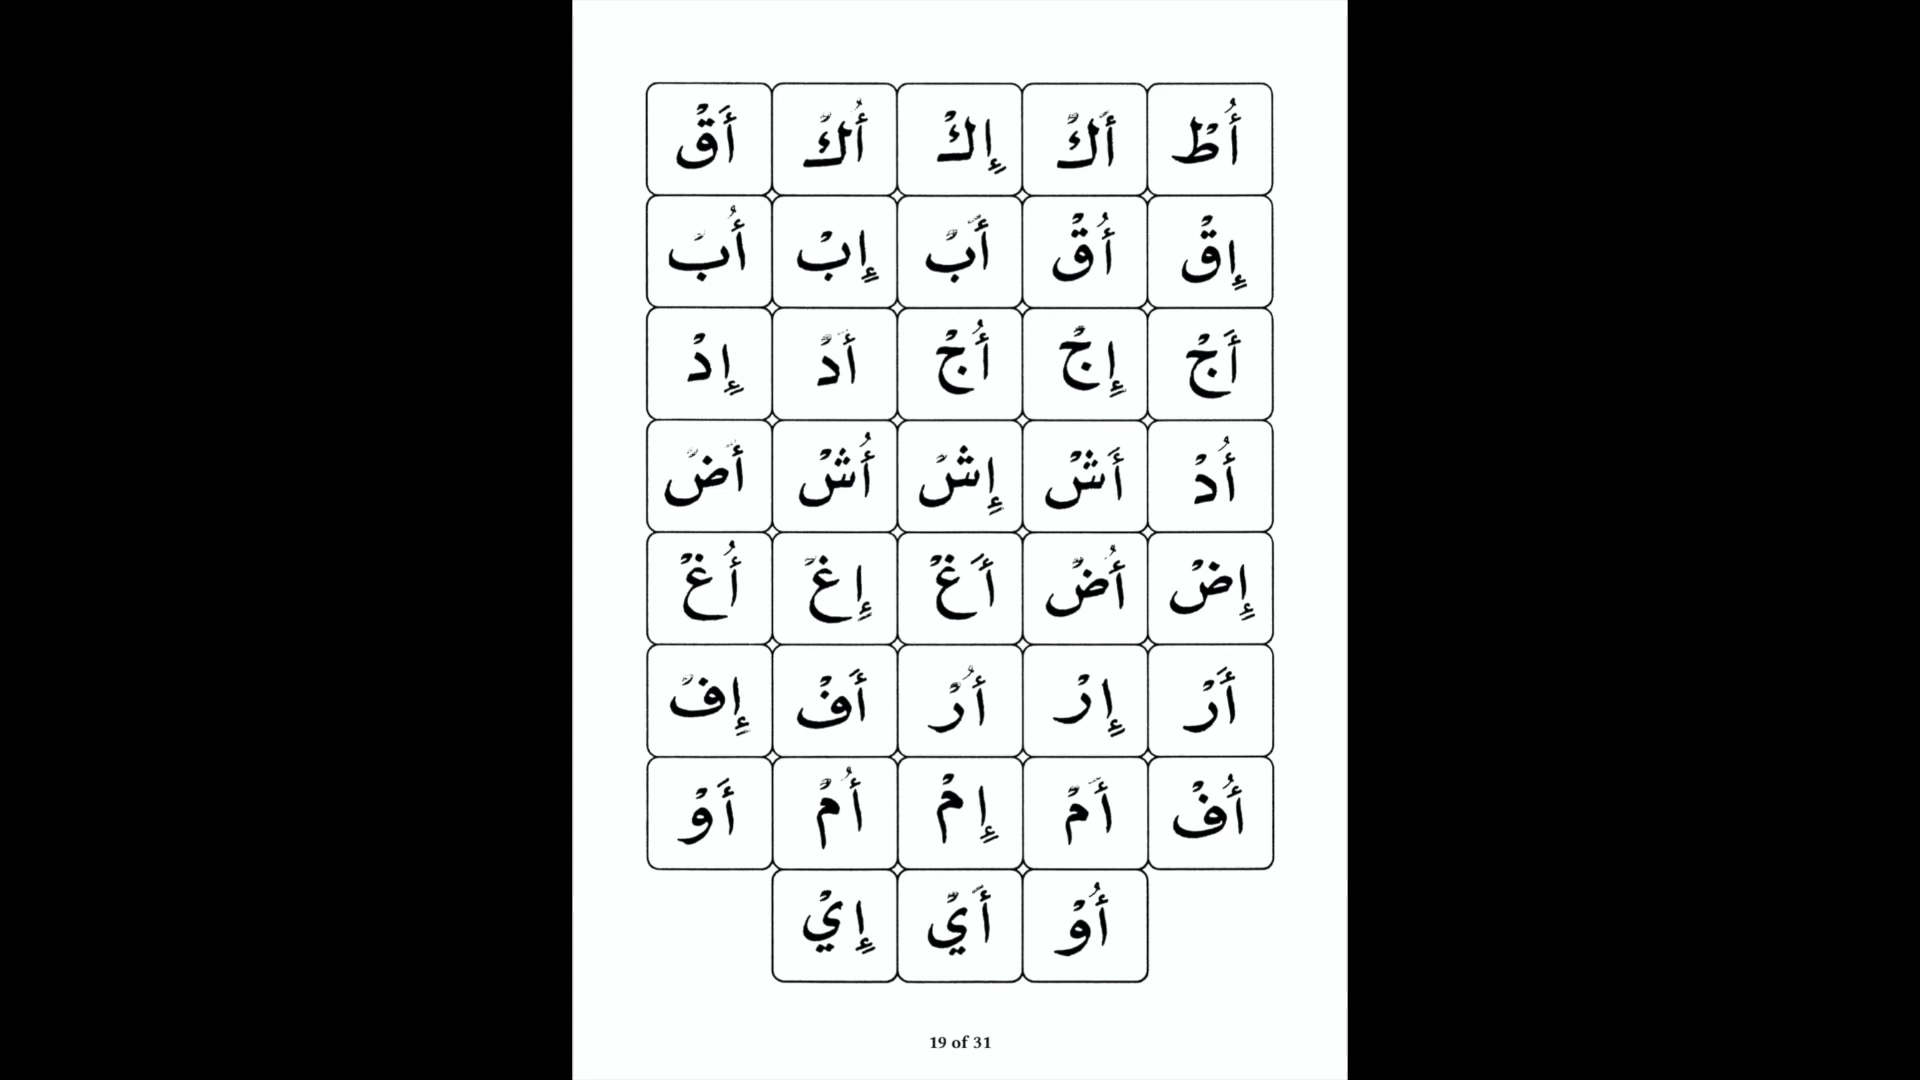 أُطْ أَكْ إِكْ أُكْ أَقْ
إِقْ أُقْ أَبْ إِبْ أُبْ
أَجْ إِجْ أُجْ أَدْ إِدْ
أُدْ أَشْ إِشْ أُشْ أَضْ
إِضْ أُضْ أَغْ إِغْ أُغْ
أَرْ إِرْ أُرْ أَفْ إِفْ
أُفْ أَمْ إِمْ أُمْ أَوْ
أُوْ أَيْ إِيْ
19 of 31